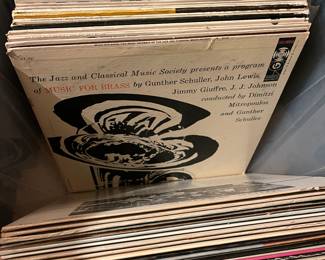 The Jazz and Classical Music Society presents a program
of MUSIC FOR BRASS by Gunther Schuller, John Lewis,
Jimmy Giuffre, J. J. Johnson
conducted by Dimitri
Mitropoulos
and Gunther
Schuller